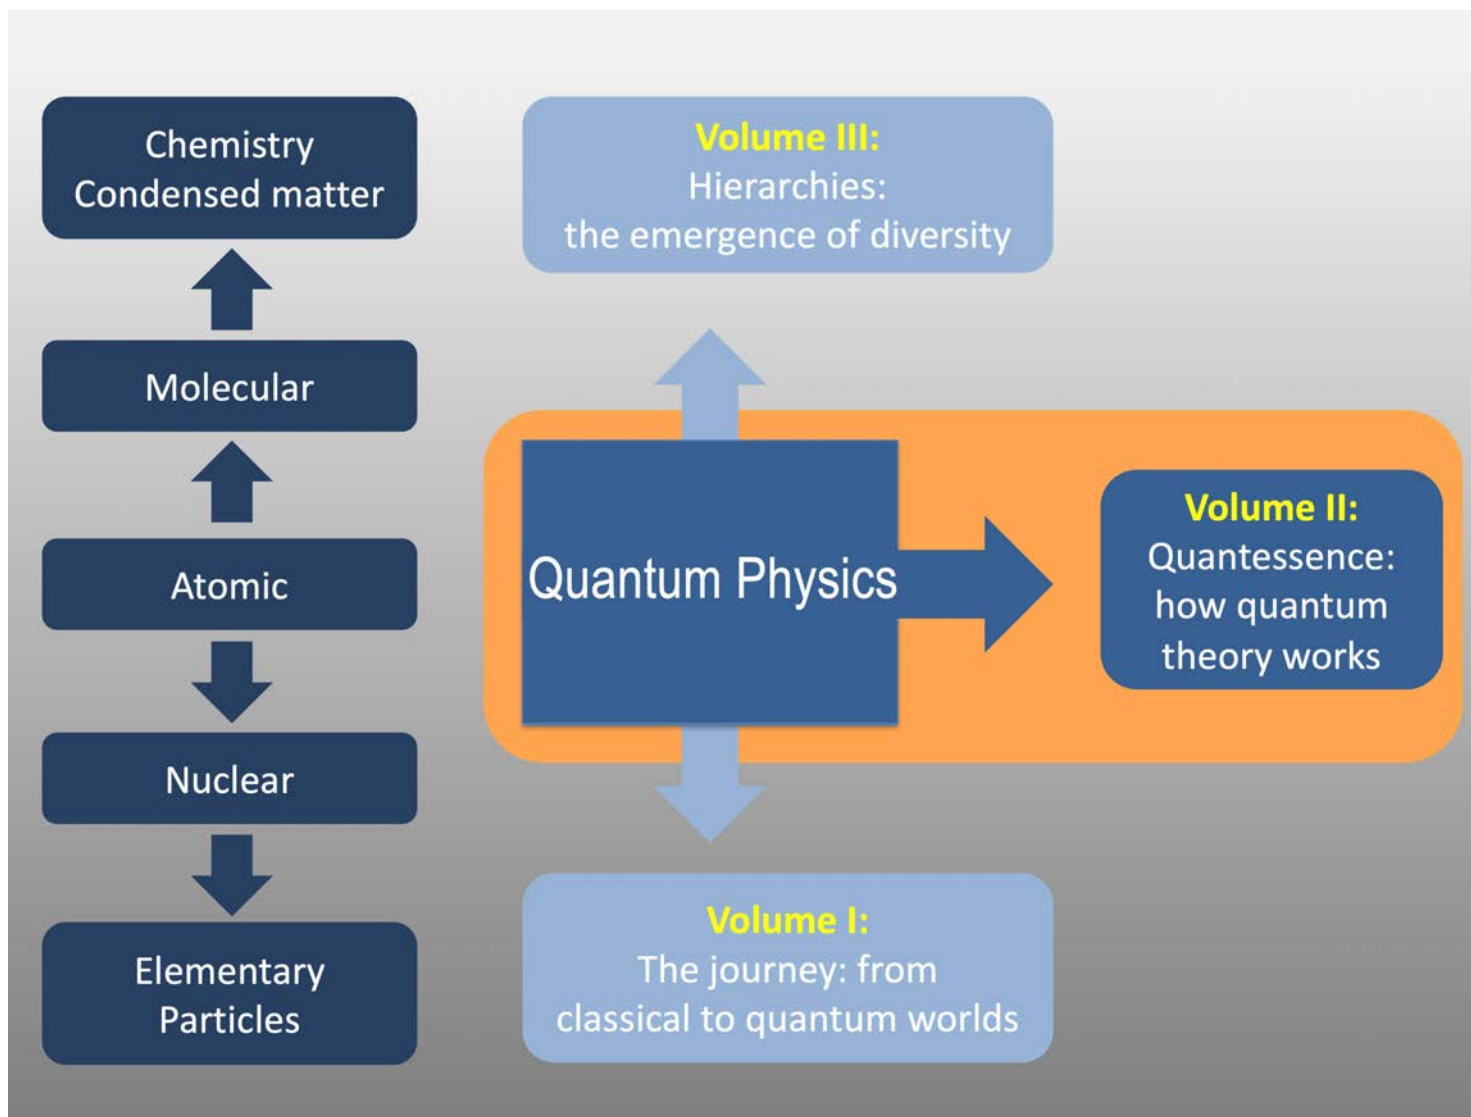 Chemistry
Condensed matter
Molecular
Atomic
Nuclear
Elementary
Particles
Volume III:
Hierarchies:
the emergence of diversity
Quantum Physics
Volume II:
Quantessence:
how quantum
theory works
Volume I:
The journey: from
classical to quantum worlds